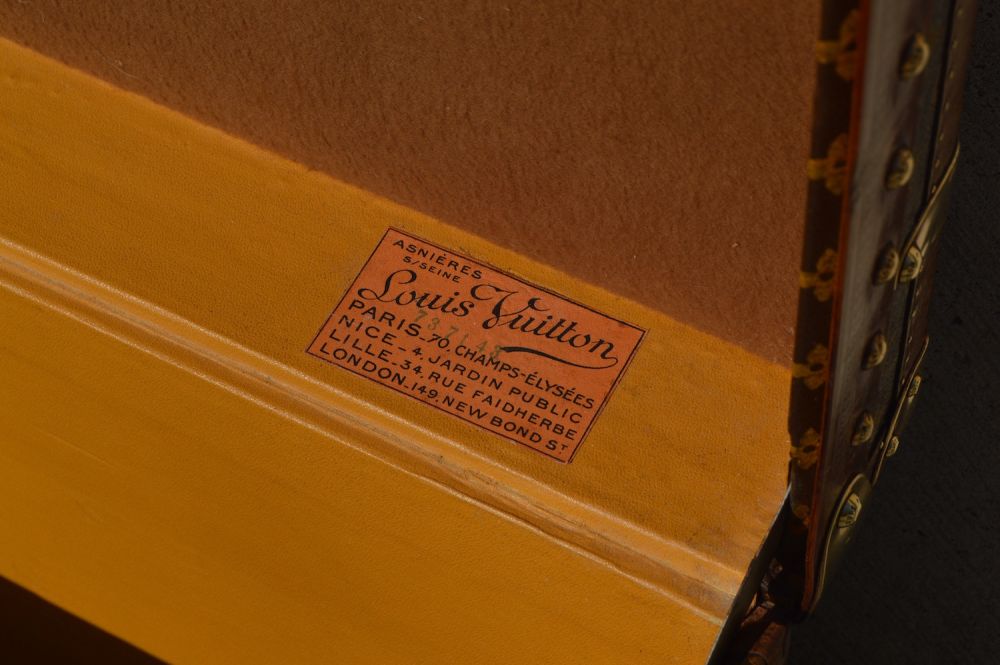 ASNIÈRES
S/SEINE
Louis Vuitton
737148
PARIS.70 CHAMPS-ÉLYSÉES
NICE-4.JARDIN PUBLIC
LILLE-34.RUE FAIDHERBE
LONDON.149.NEW BOND ST